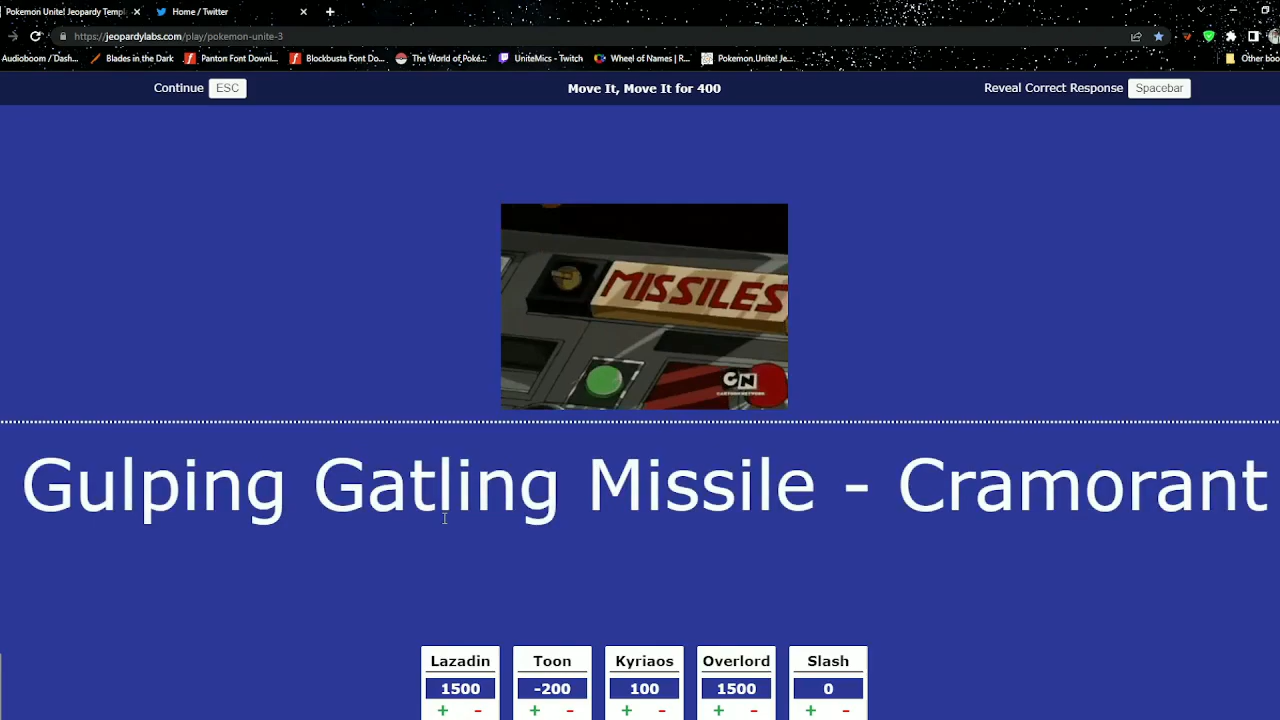 Pokemon Unite! Jeopardy Templ
Home / Twitter
https://jeopardylabs.com/play/pokemon-unite-3
Audioboom / Dash...
Blades in the Dark
Panton Font Downl...
Blockbusta Font Do...
The World of Poké...
UniteMics - Twitch
Wheel of Names | R...
Pokemon Unite! Je...
Other boo
Continue ESC
Move It, Move It for 400
Reveal Correct Response Spacebar
MISSILES
CN
CARTOON NETWORK
Gulping Gatling Missile - Cramorant
Lazadin Toon Kyriaos Overlord Slash
1500 -200 100 1500 0
+ - + - + - + - + -